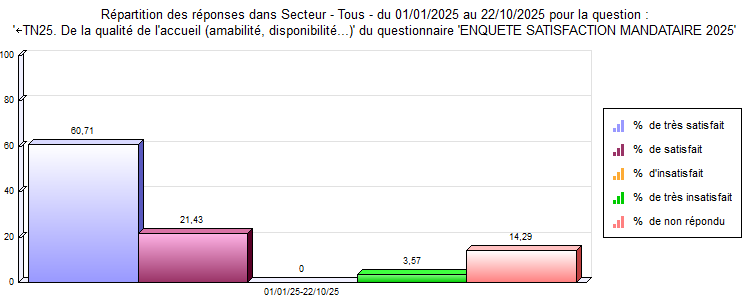 Répartition des réponses dans Secteur - Tous - du 01/01/2025 au 22/10/2025 pour la question :
'←TN25. De la qualité de l'accueil (amabilité, disponibilité...)' du questionnaire 'ENQUETE SATISFACTION MANDATAIRE 2025'
100
80
60
40
20
0
60,71
21,43
0
3,57
14,29
01/01/25-22/10/25
% de très satisfait
% de satisfait
% d'insatisfait
% de très insatisfait
% de non répondu